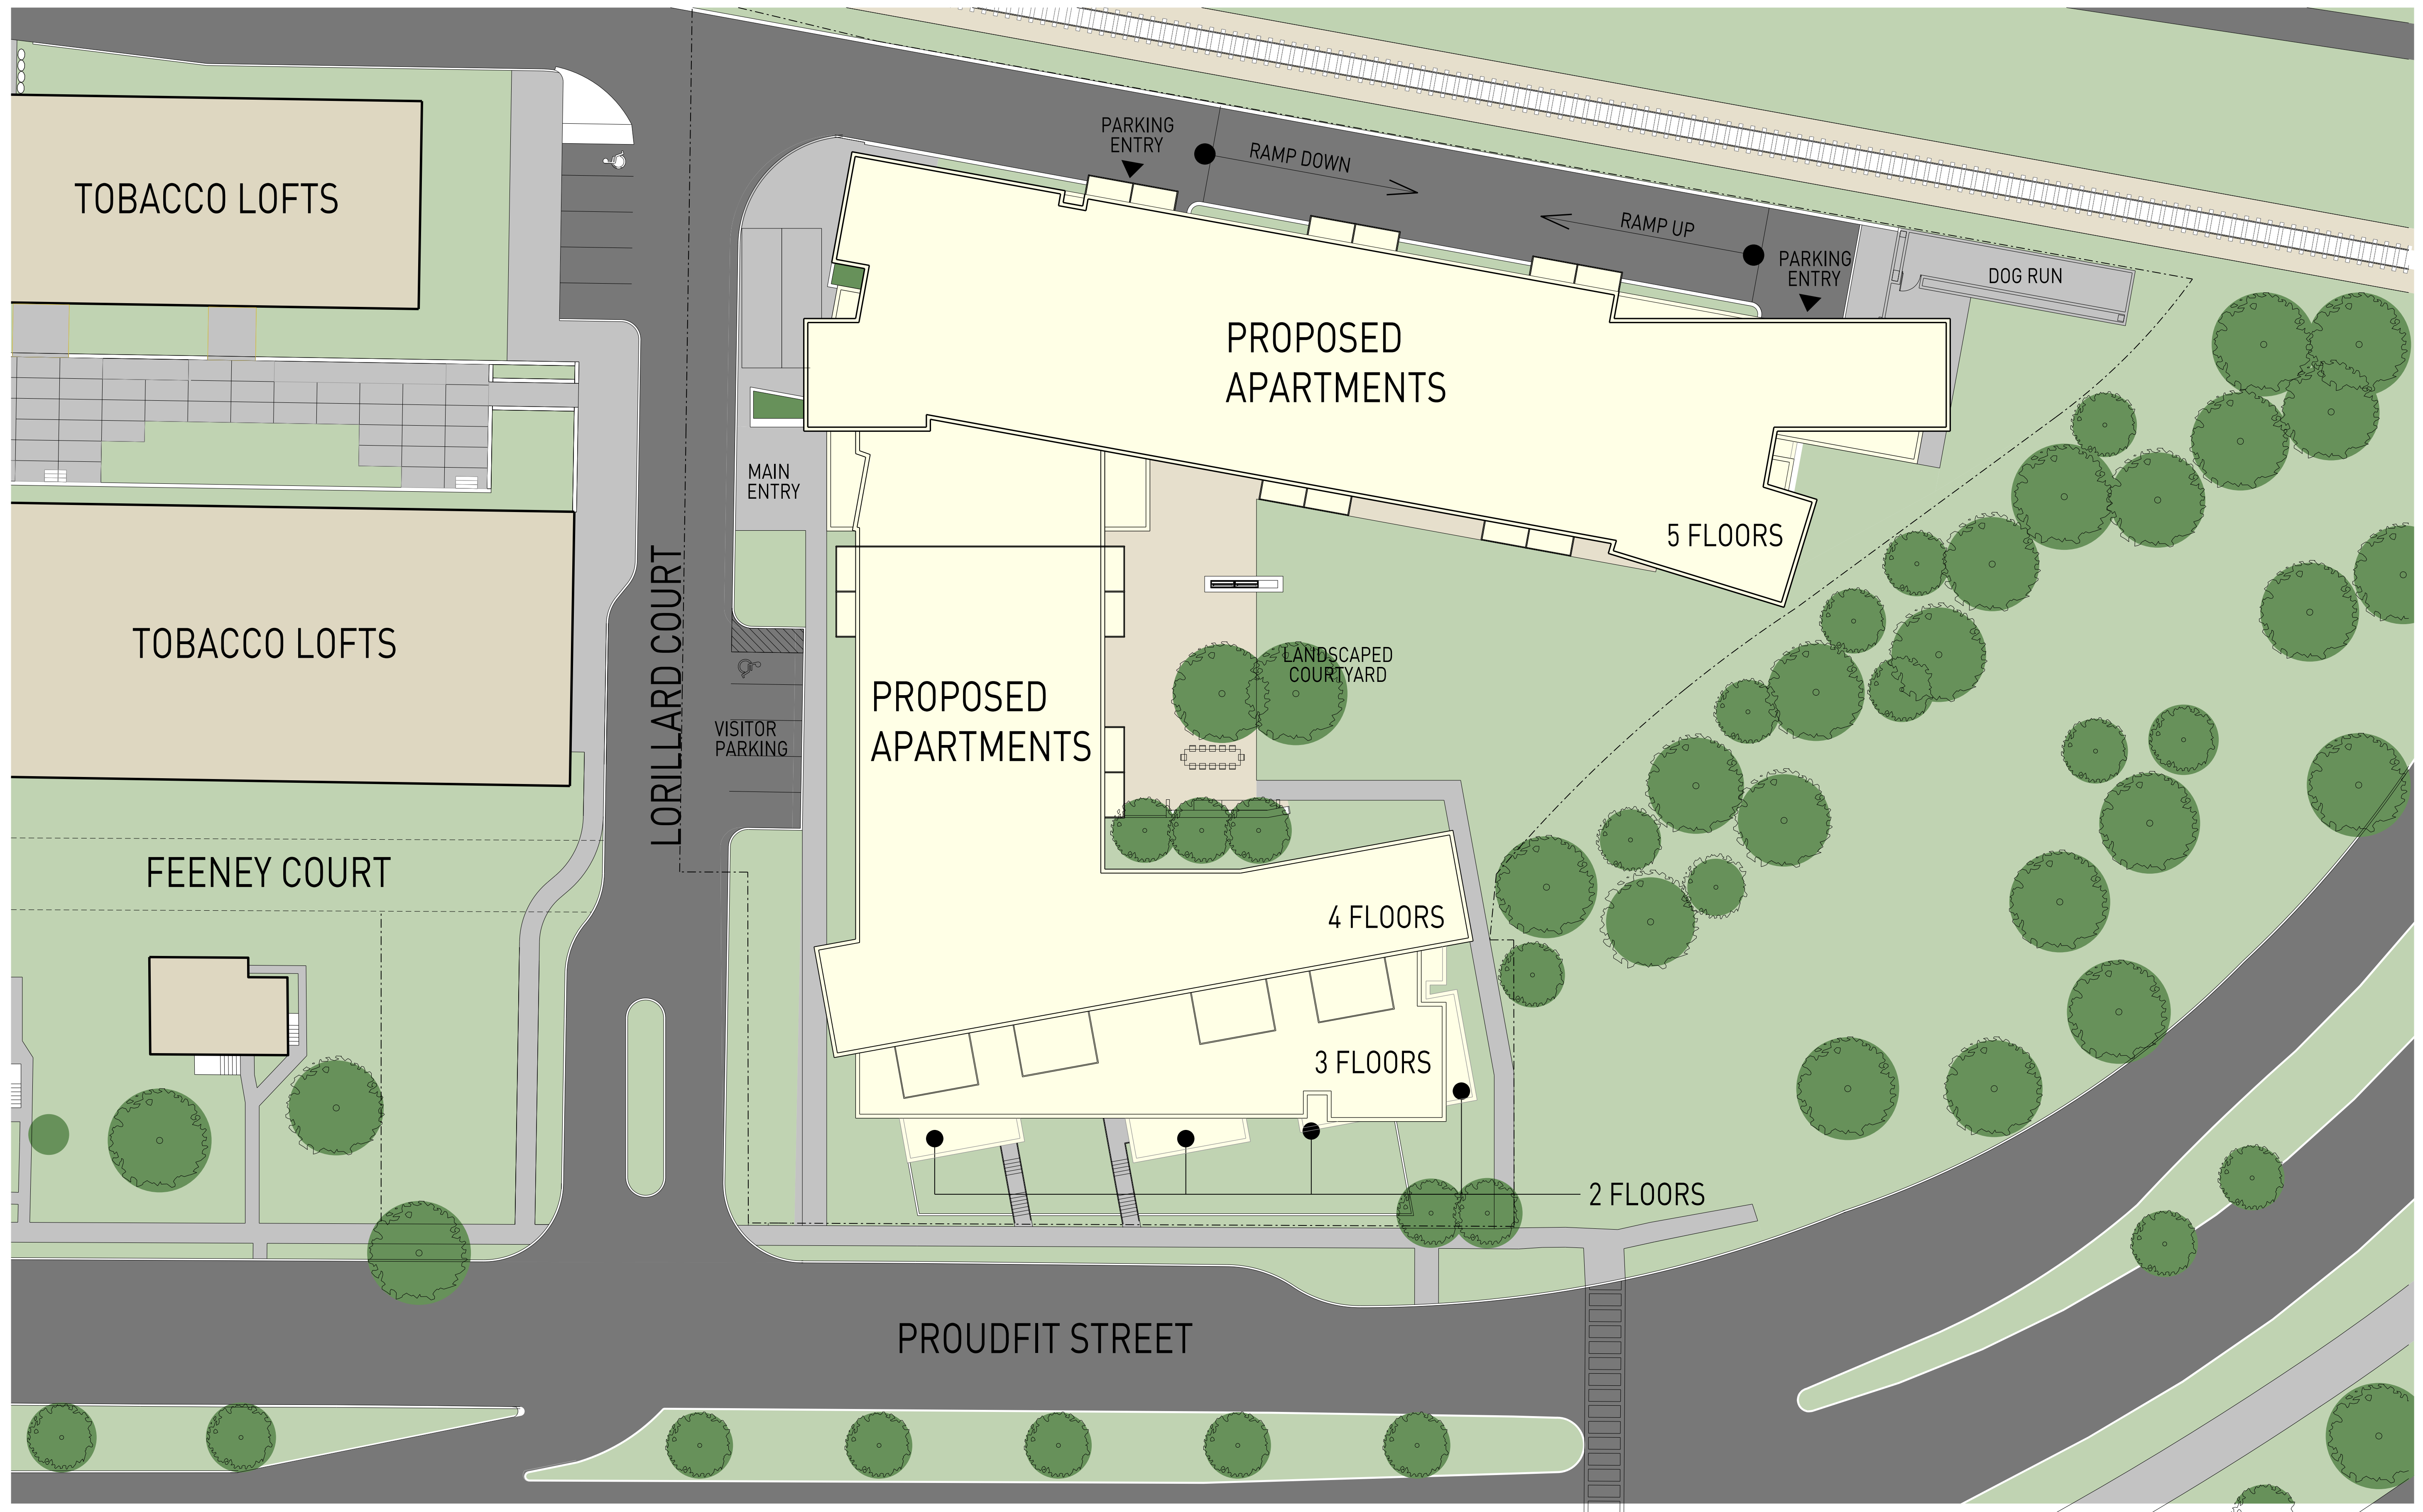 TOBACCO LOFTS
PARKING
ENTRY
RAMP DOWN
RAMP UP
PARKING
ENTRY
DOG RUN
PROPOSED
APARTMENTS
MAIN
ENTRY
5 FLOORS
TOBACCO LOFTS
LORILLARD COURT
LANDSCAPED
COURTYARD
PROPOSED
APARTMENTS
VISITOR
PARKING
FEENEY COURT
4 FLOORS
3 FLOORS
2 FLOORS
PROUDFIT STREET